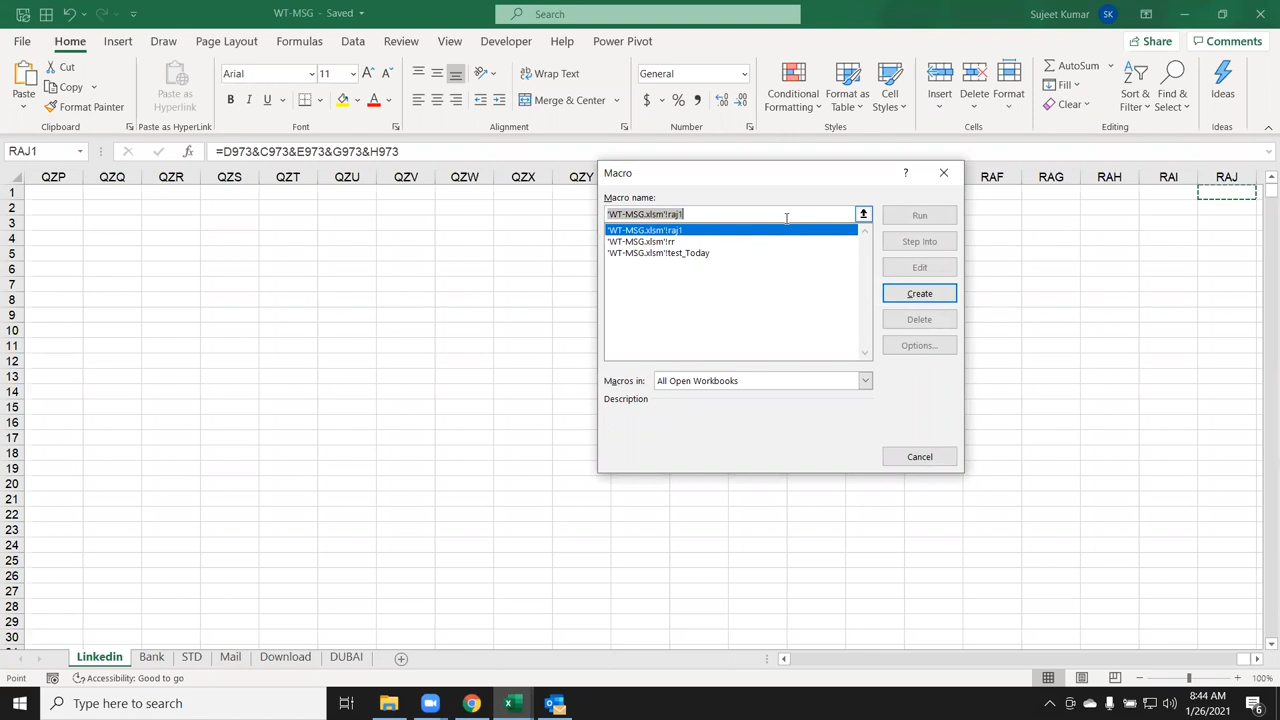 WT-MSG - Saved
Search
Sujeet Kumar SK
File Home Insert Draw Page Layout Formulas Data Review View Developer Help Power Pivot Share Comments
Paste Cut Copy Format Painter
Clipboard
Paste as Hyperlink
Paste as HyperLink
Arial 11
B I U A
Font
Wrap Text
Merge & Center
Alignment
General
$ % ,
Number
Conditional Formatting Format as Table Cell Styles
Styles
Insert Delete Format
Cells
AutoSum
Fill
Clear
Sort & Filter Find & Select
Editing
Ideas
Ideas
RAJ1 fx =D973&C973&E973&G973&H973
QZP QZQ QZR QZS QZT QZU QZV QZW QZX QZY RAF RAG RAH RAI RAJ
1
2
3
4
5
6
7
8
9
10
11
12
13
14
15
16
17
18
19
20
21
22
23
24
25
26
27
28
29
30
Macro ?
Macro name:
'WT-MSG.xlsm'!raj1
'WT-MSG.xlsm'!raj1
'WT-MSG.xlsm'!rr
'WT-MSG.xlsm'!test_Today
Run
Step Into
Edit
Create
Delete
Options...
Macros in: All Open Workbooks
Description
Cancel
Linkedin Bank STD Mail Download DUBAI
Point Accessibility: Good to go 100%
Type here to search
8:44 AM
1/26/2021
6